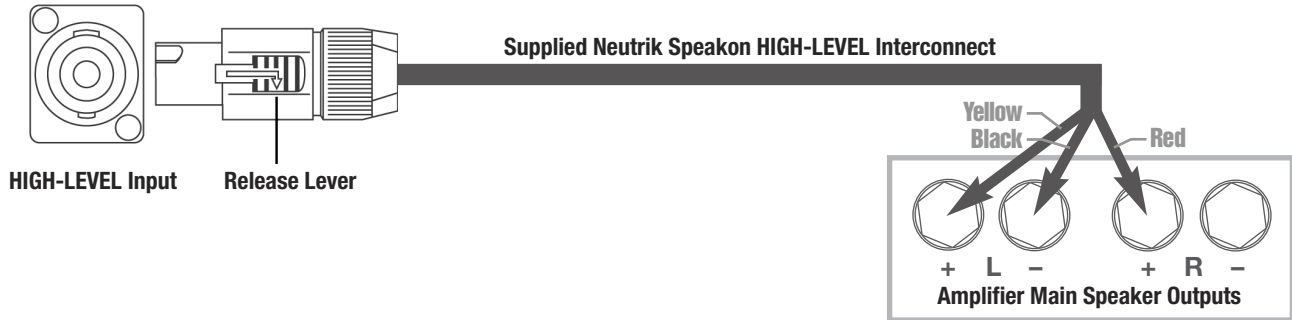 Supplied Neutrik Speakon HIGH-LEVEL Interconnect
Yellow
Black
Red
HIGH-LEVEL Input
Release Lever
+ L − + R −
Amplifier Main Speaker Outputs